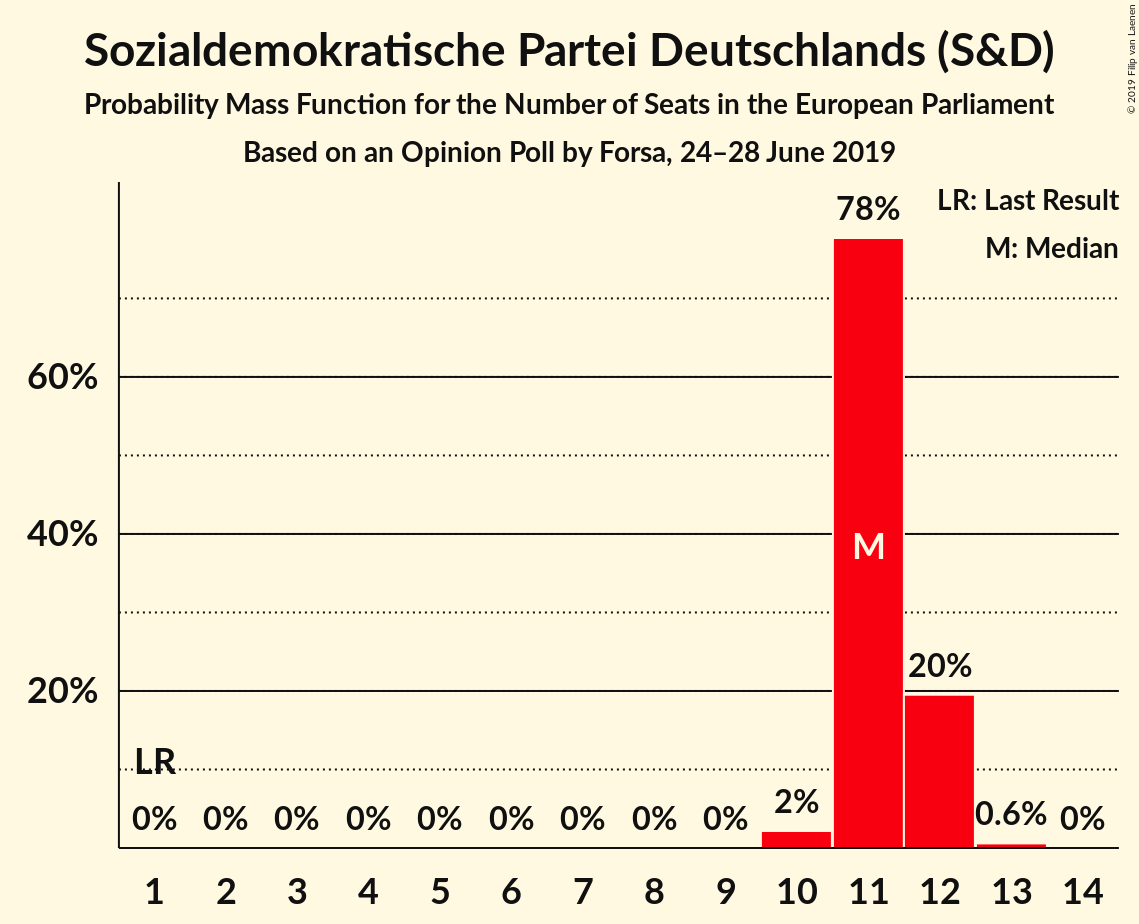 Sozialdemokratische Partei Deutschlands (S&D)
Probability Mass Function for the Number of Seats in the European Parliament
Based on an Opinion Poll by Forsa, 24–28 June 2019
© 2019 Filip van Laenen
LR: Last Result
M: Median
78%
60%
40%
M
20%
20%
LR
0% 0% 0% 0% 0% 0% 0% 0% 0% 2% 0.6% 0%
1 2 3 4 5 6 7 8 9 10 11 12 13 14